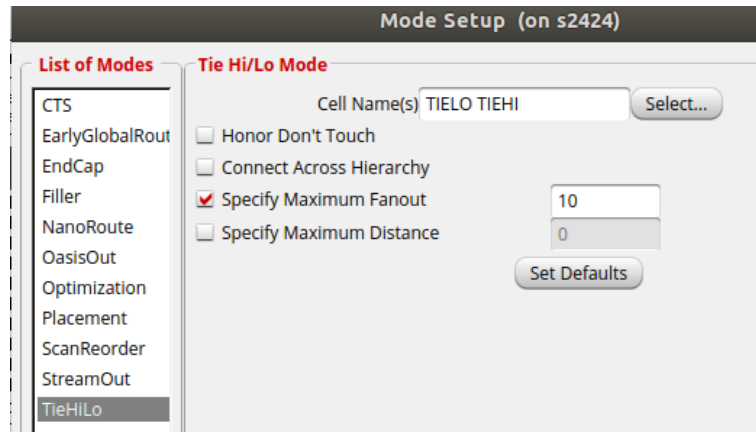 Mode Setup (on s2424)
List of Modes
CTS
EarlyGlobalRout
EndCap
Filler
NanoRoute
OasisOut
Optimization
Placement
ScanReorder
StreamOut
TieHiLo
Tie Hi/Lo Mode
Cell Name(s) TIELO TIEHI Select...
Honor Don't Touch
Connect Across Hierarchy
Specify Maximum Fanout 10
Specify Maximum Distance 0
Set Defaults